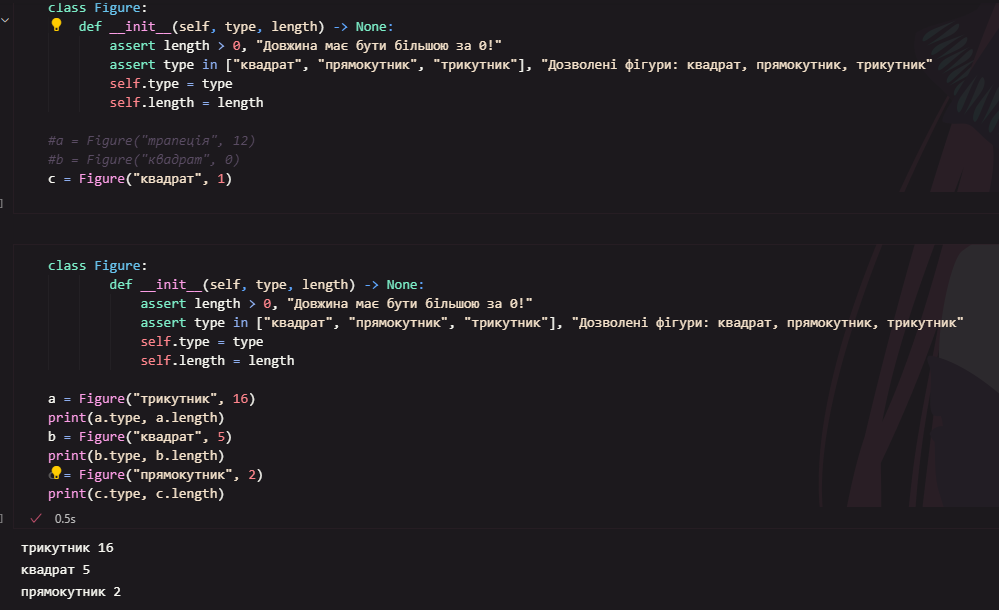 class Figure:
def __init__(self, type, length) -> None:
assert length > 0, "Довжина має бути більшою за 0!"
assert type in ["квадрат", "прямокутник", "трикутник"], "Дозволені фігури: квадрат, прямокутник, трикутник"
self.type = type
self.length = length
#a = Figure("трапеція", 12)
#b = Figure("квадрат", 0)
c = Figure("квадрат", 1)
]
class Figure:
def __init__(self, type, length) -> None:
assert length > 0, "Довжина має бути більшою за 0!"
assert type in ["квадрат", "прямокутник", "трикутник"], "Дозволені фігури: квадрат, прямокутник, трикутник"
self.type = type
self.length = length
a = Figure("трикутник", 16)
print(a.type, a.length)
b = Figure("квадрат", 5)
print(b.type, b.length)
= Figure("прямокутник", 2)
print(c.type, c.length)
] 0.5s
трикутник 16
квадрат 5
прямокутник 2